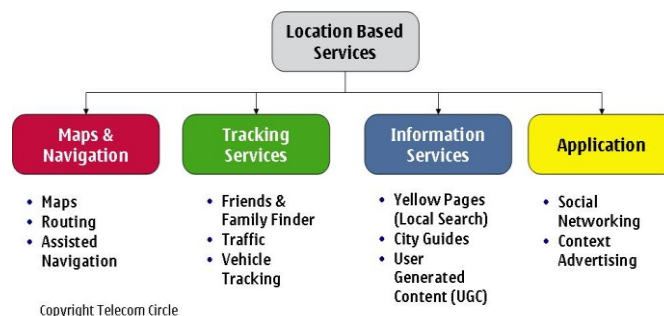 Location Based
Services
Maps &
Navigation
Tracking
Services
Information
Services
Application
• Maps
• Routing
• Assisted
Navigation
• Friends &
Family Finder
• Traffic
• Vehicle
Tracking
• Yellow Pages
(Local Search)
• City Guides
• User
Generated
Content (UGC)
• Social
Networking
• Context
Advertising
Copyright Telecom Circle